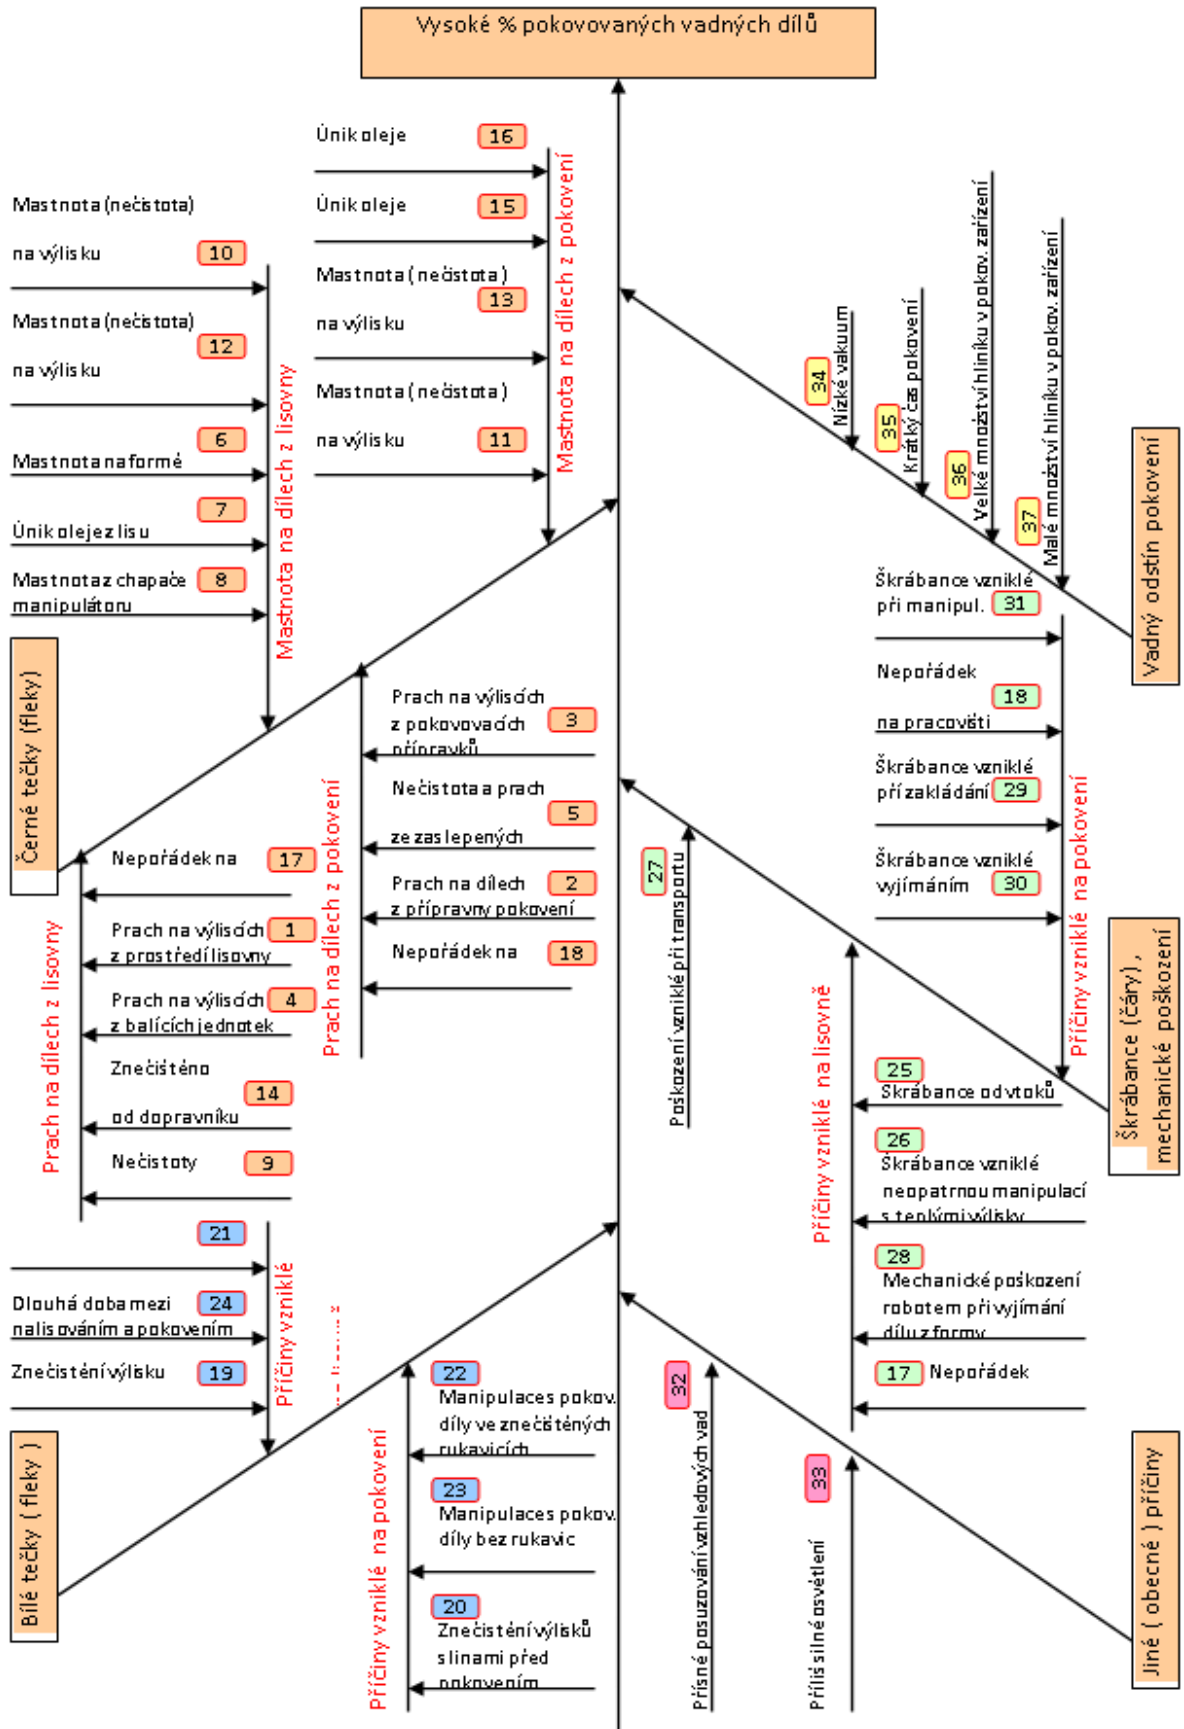 Vysoké % pokovovaných vadných dílů
Únik oleje 16
Únik oleje 15
Mastnota (nečistota)
13
na výlisku
Mastnota (nečistota)
na výlisku 11
Mastnota na dílech z pokovení
Mastnota (nečistota)
na výlisku 10
Mastnota (nečistota)
12
na výlisku
6
Mastnota na formě
7
Únik oleje z lisu
Mastnota z chapače 8
manipulátoru
Mastnota na dílech z lisovny
Černé tečky (fleky)
Prach na výliscích
z pokovovacích 3
přípravků
Nečistota a prach
5
ze zaslepených
Prach na dílech 2
z přípravny pokovení
Nepořádek na 18
Prach na dílech z pokovení
Nepořádek na 17
Prach na výliscích 1
z prostředí lisovny
Prach na výliscích 4
z balících jednotek
Znečištěno
14
od dopravníku
Nečistoty 9
Prach na dílech z lisovny
34
Nízké vakuum
35
Krátký čas pokovení
36
Velké množství hliníku v pokov. zařízení
37
Malé množství hliníku v pokov. zařízení
Vadný odstín pokovení
Škrábance vzniklé
při manipul. 31
Nepořádek
18
na pracovišti
Škrábance vzniklé
při zakládání 29
Škrábance vzniklé
vyjímáním 30
Příčiny vzniklé na pokovení
27
Poškození vzniklé při transportu
Škrábance (čáry),
mechanické poškození
25
Skrábance od vtoků
26
Škrábance vzniklé
neopatrnou manipulací
s teplými výlisky
28
Mechanické poškození
robotem při vyjímání
dílu z formy
17 Nepořádek
Příčiny vzniklé na lisovně
21
Dlouhá doba mezi 24
nalisováním a pokovením
Znečistění výlisku 19
Příčiny vzniklé
Bílé tečky ( fleky )
22
Manipulace s pokov.
díly ve znečištěných
rukavicích
23
Manipulace s pokov.
díly bez rukavic
20
Znečistění výlisků
slinami před
pokovením
Příčiny vzniklé na pokovení
32
Přísné posuzování vzhledových vad
33
Příliš silné osvětlení
Jiné ( obecné ) příčiny